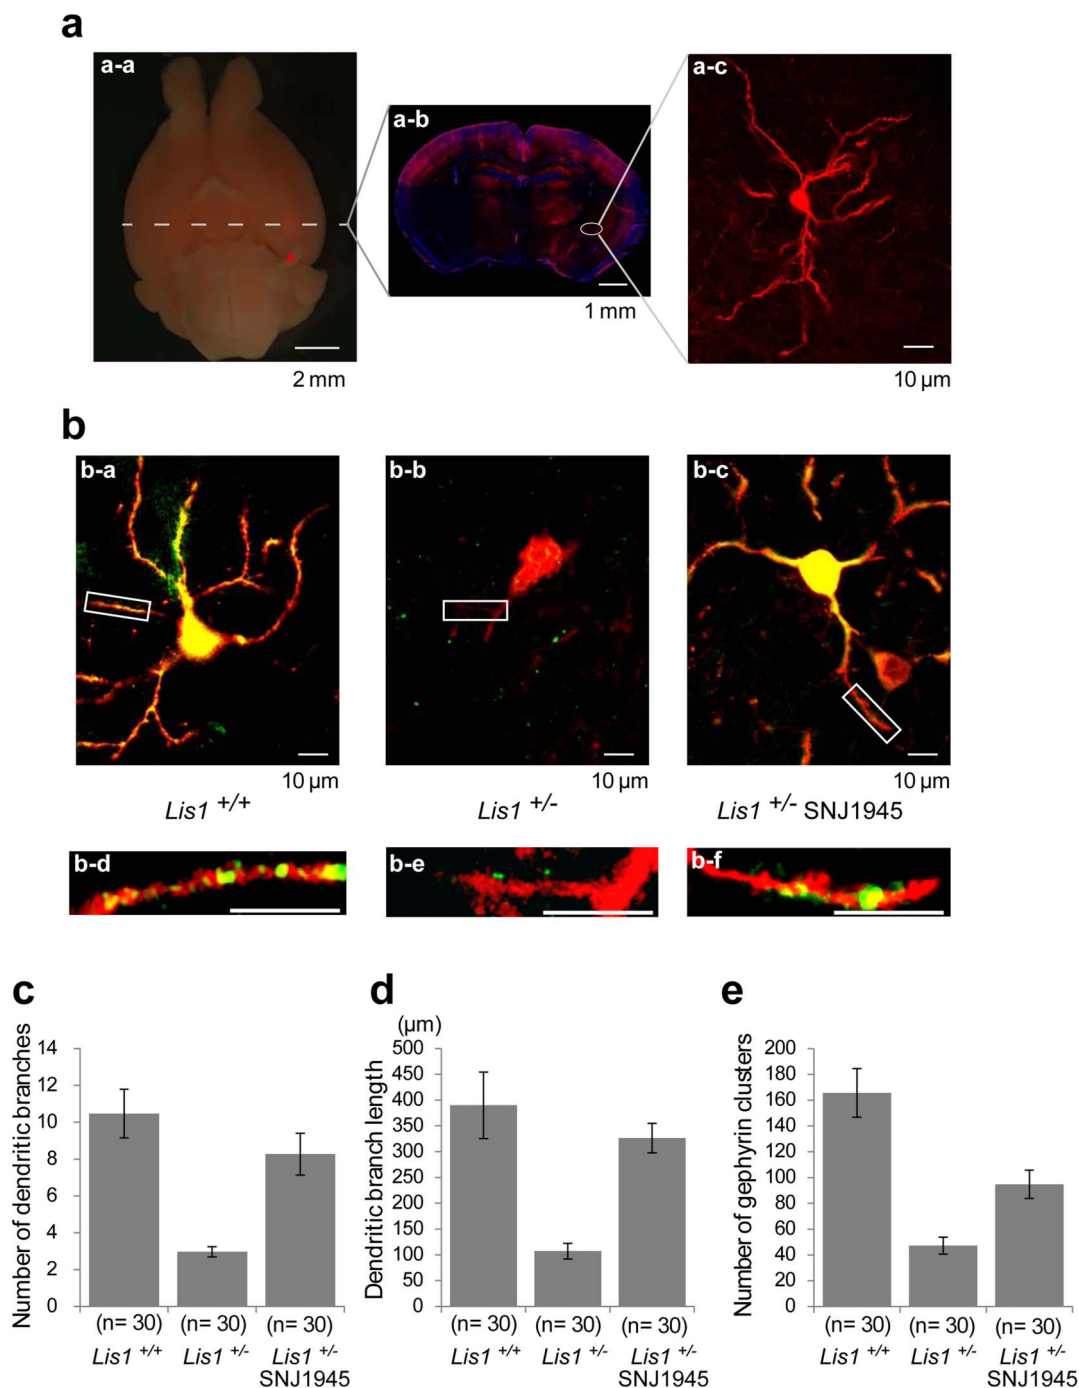 a
a-a
a-b
a-c
2 mm
1 mm
10 µm
b
b-a
b-b
b-c
10 µm
10 µm
10 µm
Lis1 +/+
Lis1 +/-
Lis1 +/- SNJ1945
b-d
b-e
b-f
c
Number of dendritic branches
14
12
10
8
6
4
2
0
(n= 30)
(n= 30)
(n= 30)
Lis1 +/+
Lis1 +/-
Lis1 +/-
SNJ1945
d
(µm)
Dendritic branch length
500
450
400
350
300
250
200
150
100
50
0
(n= 30)
(n= 30)
(n= 30)
Lis1 +/+
Lis1 +/-
Lis1 +/-
SNJ1945
e
Number of gephyrin clusters
200
180
160
140
120
100
80
60
40
20
0
(n= 30)
(n= 30)
(n= 30)
Lis1 +/+
Lis1 +/-
Lis1 +/-
SNJ1945